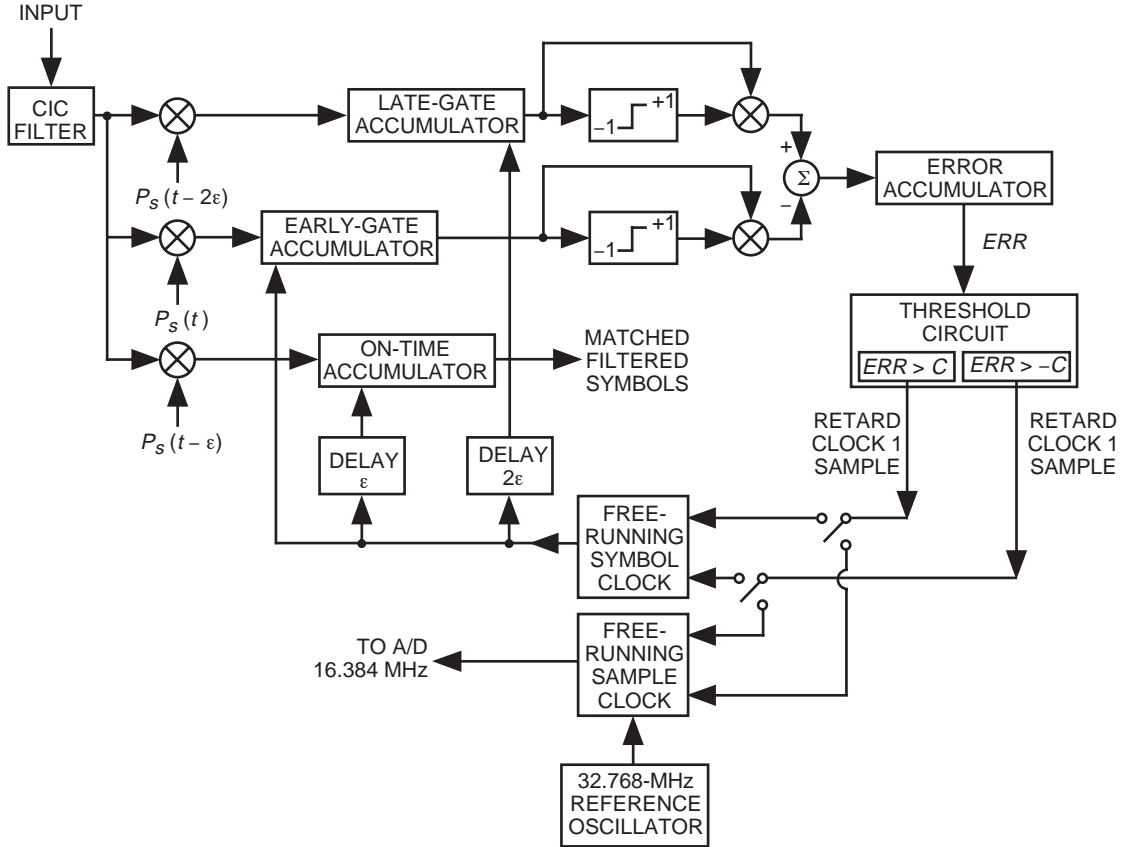 INPUT
CIC
FILTER
P_s (t – 2ε)
LATE-GATE
ACCUMULATOR
–1
+1
+
Σ
–
ERROR
ACCUMULATOR
P_s (t)
EARLY-GATE
ACCUMULATOR
–1
+1
ERR
THRESHOLD
CIRCUIT
ERR > C
ERR > –C
P_s (t – ε)
ON-TIME
ACCUMULATOR
MATCHED
FILTERED
SYMBOLS
DELAY
ε
DELAY
2ε
RETARD
CLOCK 1
SAMPLE
RETARD
CLOCK 1
SAMPLE
FREE-
RUNNING
SYMBOL
CLOCK
TO A/D
16.384 MHz
FREE-
RUNNING
SAMPLE
CLOCK
32.768-MHz
REFERENCE
OSCILLATOR